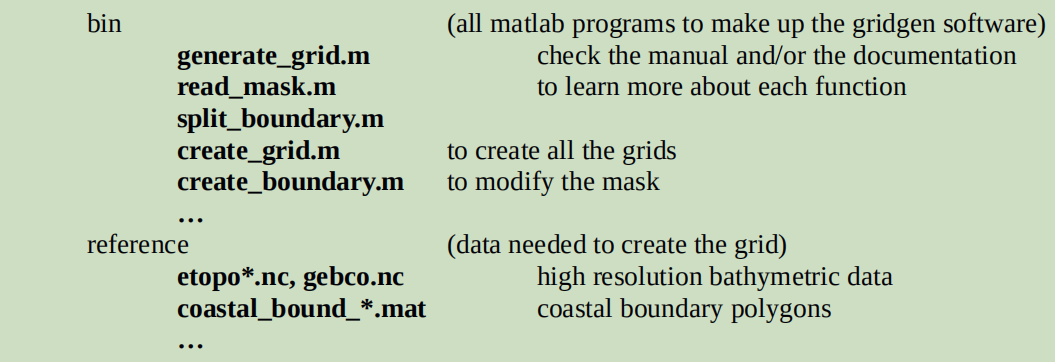 bin (all matlab programs to make up the gridgen software)
generate_grid.m check the manual and/or the documentation
read_mask.m to learn more about each function
split_boundary.m
create_grid.m to create all the grids
create_boundary.m to modify the mask
…
reference (data needed to create the grid)
etopo*.nc, gebco.nc high resolution bathymetric data
coastal_bound_*.mat coastal boundary polygons
…